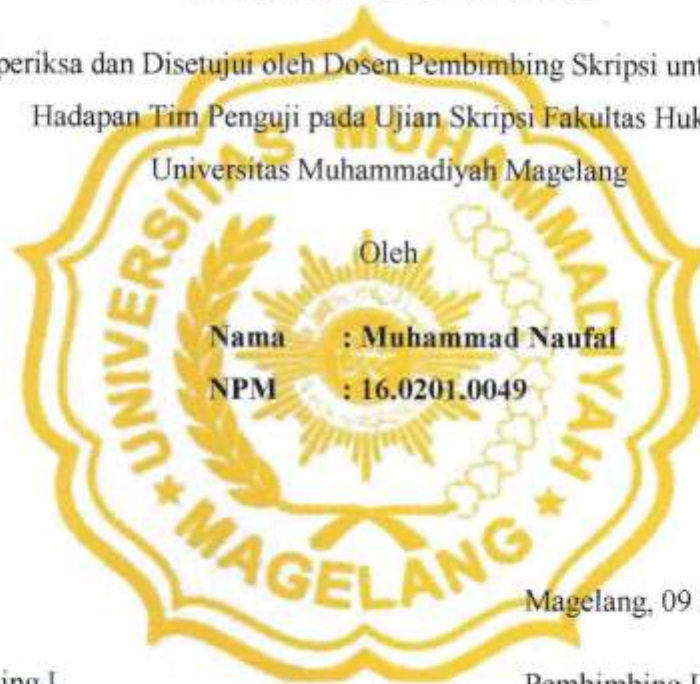 periksa dan Disetujui oleh Dosen Pembimbing Skripsi unt
Hadapan Tim Penguji pada Ujian Skripsi Fakultas Huk
Universitas Muhammadiyah Magelang
Oleh
Nama : Muhammad Naufal
NPM : 16.0201.0049
UNIVERSITAS MUHAMMADIYAH
MAGELANG
Magelang, 09
ing I
Pembimbing I